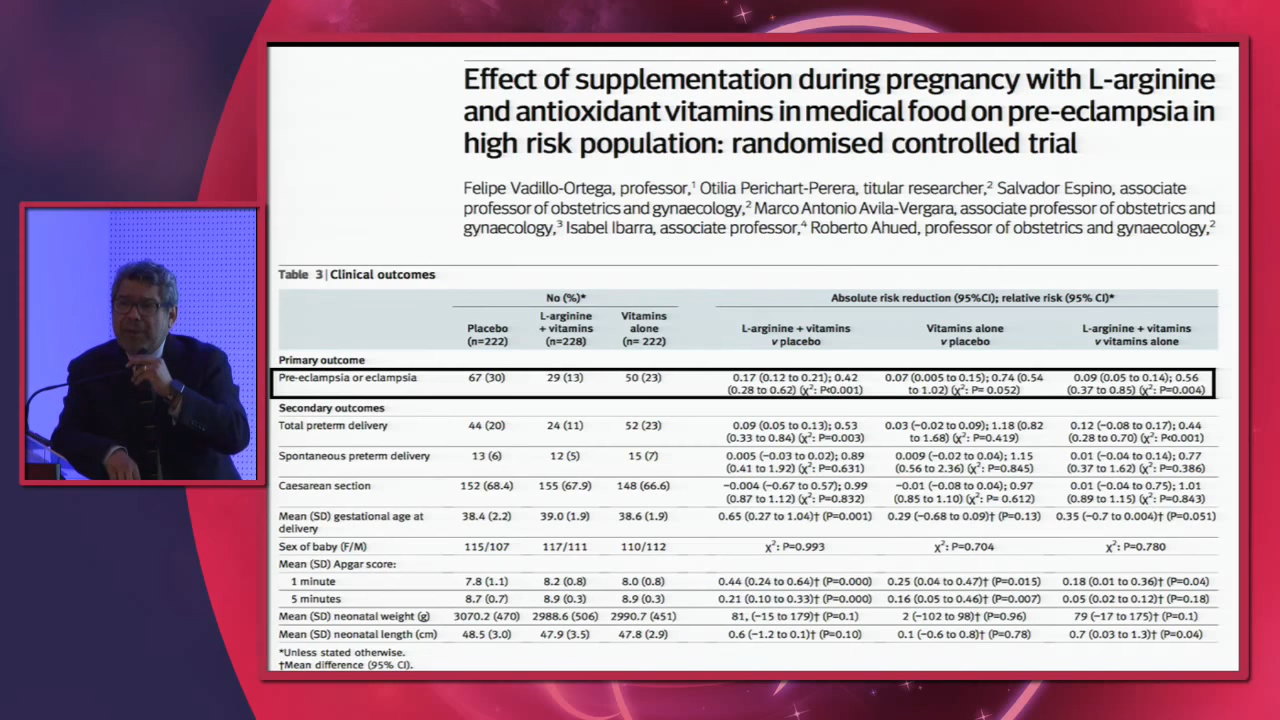 Effect of supplementation during pregnancy with L-arginine
and antioxidant vitamins in medical food on pre-eclampsia in
high risk population: randomised controlled trial
Felipe Vadillo-Ortega, professor,¹ Otilia Perichart-Perera, titular researcher,² Salvador Espino, associate
professor of obstetrics and gynaecology,² Marco Antonio Avila-Vergara, associate professor of obstetrics and
gynaecology,³ Isabel Ibarra, associate professor,⁴ Roberto Ahued, professor of obstetrics and gynaecology,²
Table 3 | Clinical outcomes
No (%)* Absolute risk reduction (95%CI); relative risk (95% CI)*
Placebo (n=222) L-arginine + vitamins (n=228) Vitamins alone (n= 222) L-arginine + vitamins v placebo Vitamins alone v placebo L-arginine + vitamins v vitamins alone
Primary outcome
Pre-eclampsia or eclampsia 67 (30) 29 (13) 50 (23) 0.17 (0.12 to 0.21); 0.42 (0.28 to 0.62) (χ²: P<0.001) 0.07 (0.005 to 0.15); 0.74 (0.54 to 1.02) (χ²: P= 0.052) 0.09 (0.05 to 0.14); 0.56 (0.37 to 0.85) (χ²: P=0.004)
Secondary outcomes
Total preterm delivery 44 (20) 24 (11) 52 (23) 0.09 (0.05 to 0.13); 0.53 (0.33 to 0.84) (χ²: P=0.003) 0.03 (−0.02 to 0.09); 1.18 (0.82 to 1.68) (χ²: P=0.419) 0.12 (−0.08 to 0.17); 0.44 (0.28 to 0.70) (χ²: P<0.001)
Spontaneous preterm delivery 13 (6) 12 (5) 15 (7) 0.005 (−0.03 to 0.02); 0.89 (0.41 to 1.92) (χ²: P=0.631) 0.009 (−0.02 to 0.04); 1.15 (0.56 to 2.36) (χ²: P=0.845) 0.01 (−0.04 to 0.14); 0.77 (0.37 to 1.62) (χ²: P=0.386)
Caesarean section 152 (68.4) 155 (67.9) 148 (66.6) −0.004 (−0.67 to 0.57); 0.99 (0.87 to 1.12) (χ²: P=0.832) −0.01 (−0.08 to 0.04); 0.97 (0.85 to 1.10) (χ²: P= 0.612) 0.01 (−0.04 to 0.75); 1.01 (0.89 to 1.15) (χ²: P=0.843)
Mean (SD) gestational age at delivery 38.4 (2.2) 39.0 (1.9) 38.6 (1.9) 0.65 (0.27 to 1.04)† (P=0.001) 0.29 (−0.68 to 0.09)† (P=0.13) 0.35 (−0.7 to 0.004)† (P=0.051)
Sex of baby (F/M) 115/107 117/111 110/112 χ²: P=0.993 χ²: P=0.704 χ²: P=0.780
Mean (SD) Apgar score:
1 minute 7.8 (1.1) 8.2 (0.8) 8.0 (0.8) 0.44 (0.24 to 0.64)† (P=0.000) 0.25 (0.04 to 0.47)† (P=0.015) 0.18 (0.01 to 0.36)† (P=0.04)
5 minutes 8.7 (0.7) 8.9 (0.3) 8.9 (0.3) 0.21 (0.10 to 0.33)† (P=0.000) 0.16 (0.05 to 0.46)† (P=0.007) 0.05 (0.02 to 0.12)† (P=0.18)
Mean (SD) neonatal weight (g) 3070.2 (470) 2988.6 (506) 2990.7 (451) 81, (−15 to 179)† (P=0.1) 2 (−102 to 98)† (P=0.96) 79 (−17 to 175)† (P=0.1)
Mean (SD) neonatal length (cm) 48.5 (3.0) 47.9 (3.5) 47.8 (2.9) 0.6 (−1.2 to 0.1)† (P=0.10) 0.1 (−0.6 to 0.8)† (P=0.78) 0.7 (0.03 to 1.3)† (P=0.04)
*Unless stated otherwise.
†Mean difference (95% CI).